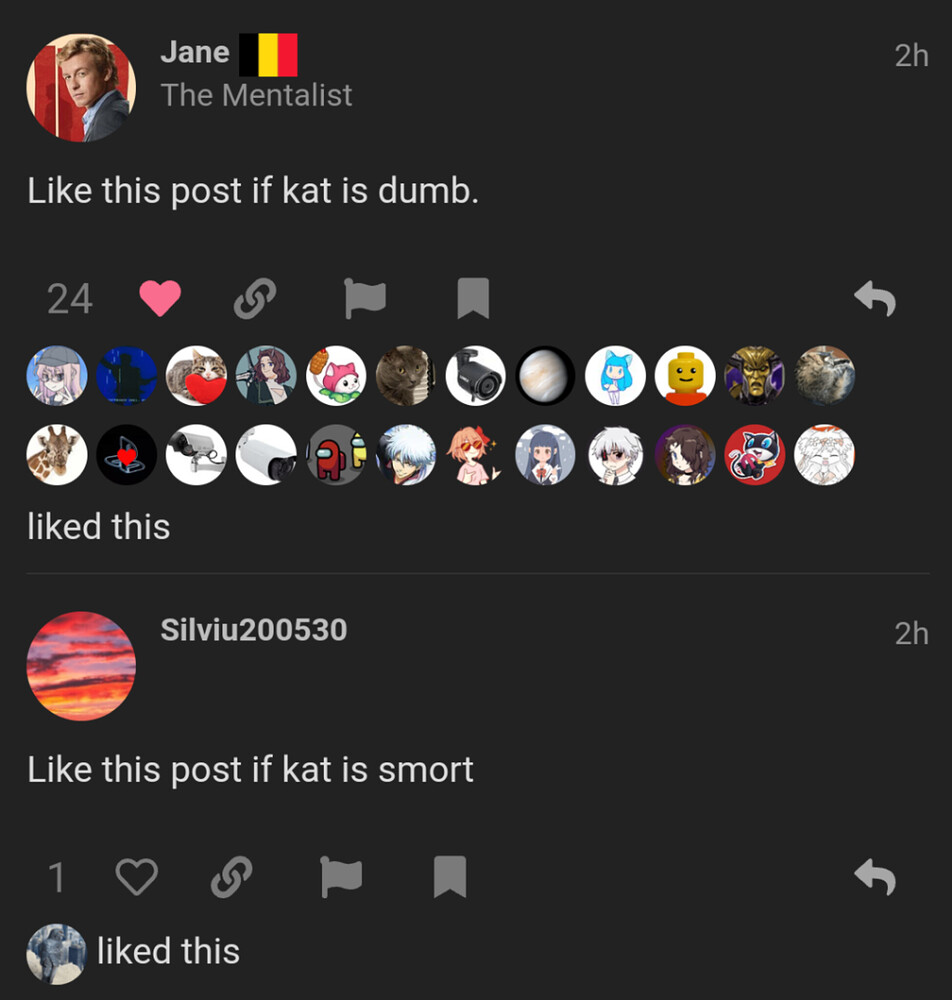 Jane
2h
The Mentalist
Like this post if kat is dumb.
24
liked this
Silviu200530
2h
Like this post if kat is smort
1
liked this